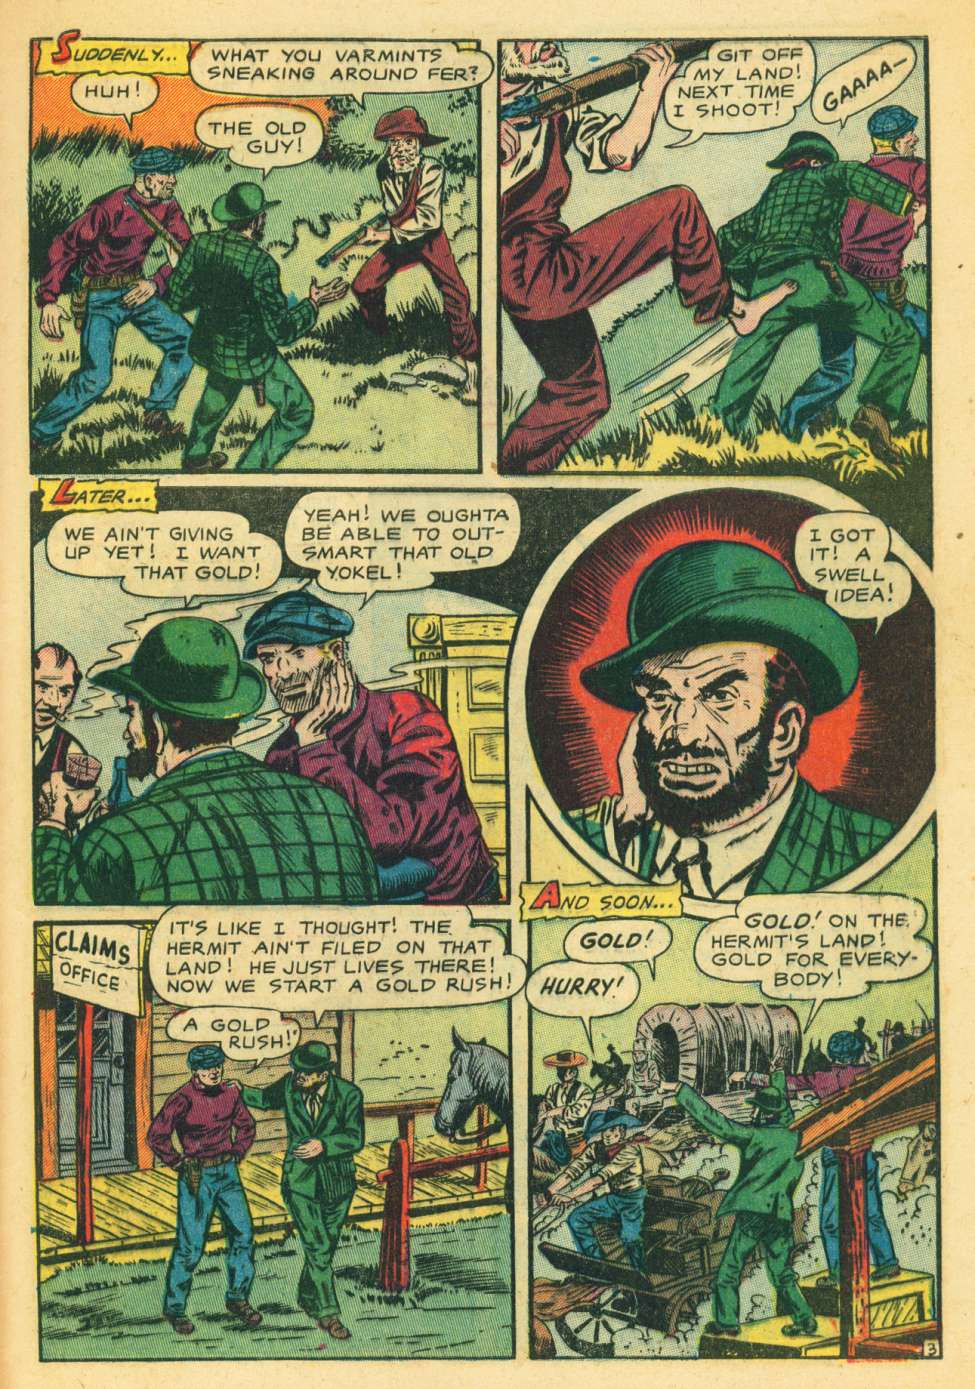 SUDDENLY...
HUH!
WHAT YOU VARMINTS
SNEAKING AROUND FER?
THE OLD
GUY!
GIT OFF
MY LAND!
NEXT TIME
I SHOOT!
GAAAA-
LATER...
WE AIN'T GIVING
UP YET! I WANT
THAT GOLD!
YEAH! WE OUGHTA
BE ABLE TO OUT-
SMART THAT OLD
YOKEL!
I GOT
IT! A
SWELL
IDEA!
CLAIMS
OFFICE
IT'S LIKE I THOUGHT! THE
HERMIT AIN'T FILED ON THAT
LAND! HE JUST LIVES THERE!
NOW WE START A GOLD RUSH!
A GOLD
RUSH!
AND SOON...
GOLD!
HURRY!
GOLD! ON THE
HERMIT'S LAND!
GOLD FOR EVERY-
BODY!
3